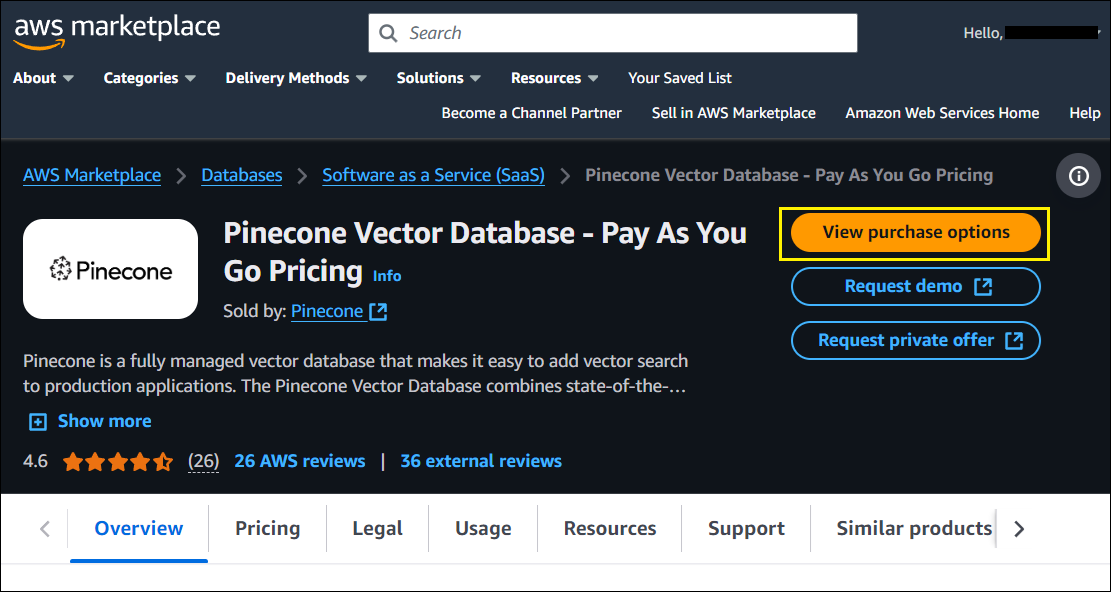 aws marketplace
Search
Hello,
About
Categories
Delivery Methods
Solutions
Resources
Your Saved List
Become a Channel Partner
Sell in AWS Marketplace
Amazon Web Services Home
Help
AWS Marketplace
Databases
Software as a Service (SaaS)
Pinecone Vector Database - Pay As You Go Pricing
Pinecone
Pinecone Vector Database - Pay As You
Go Pricing Info
Sold by: Pinecone
View purchase options
Request demo
Request private offer
Pinecone is a fully managed vector database that makes it easy to add vector search
to production applications. The Pinecone Vector Database combines state-of-the-...
Show more
4.6 (26) 26 AWS reviews | 36 external reviews
Overview
Pricing
Legal
Usage
Resources
Support
Similar products